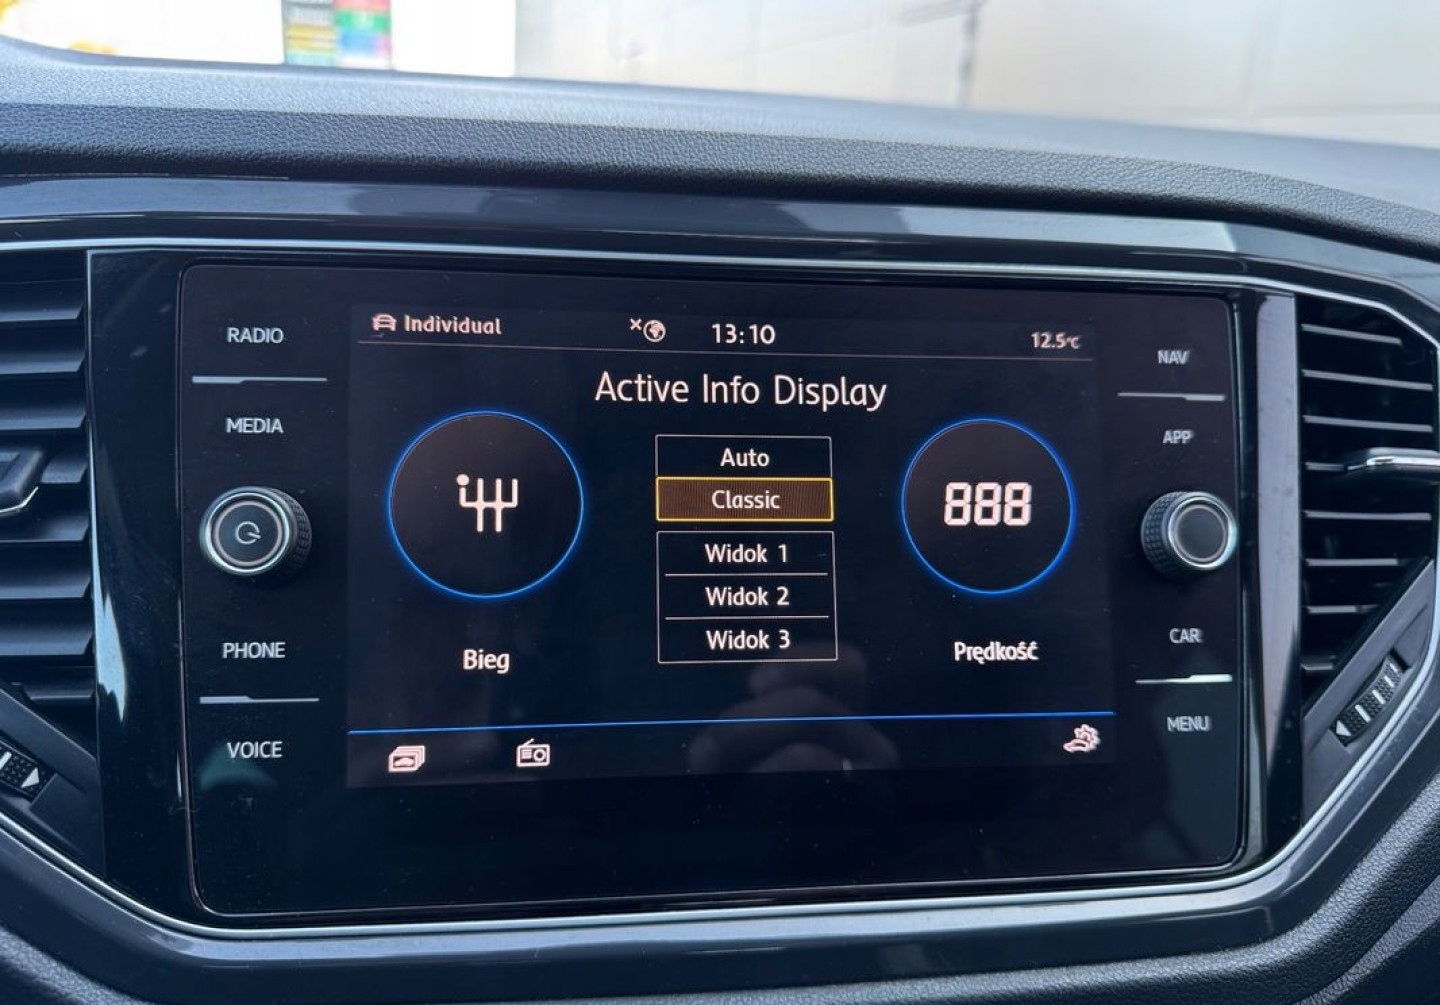 RADIO
MEDIA
PHONE
VOICE
Individual 13:10 12.5°C
Active Info Display
Auto
Classic
Widok 1
Widok 2
Widok 3
Bieg
888
Prędkość
NAV
APP
CAR
MENU